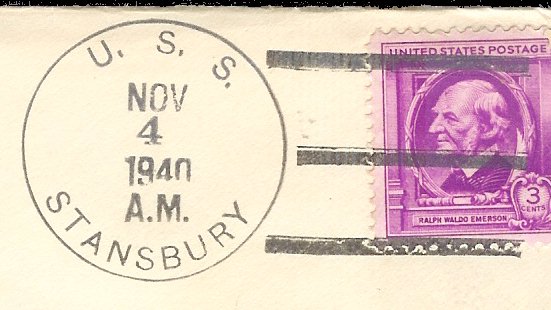 U. S. S.
NOV
4
1940
A.M.
STANSBURY
UNITED STATES POSTAGE
3
CENTS
RALPH WALDO EMERSON